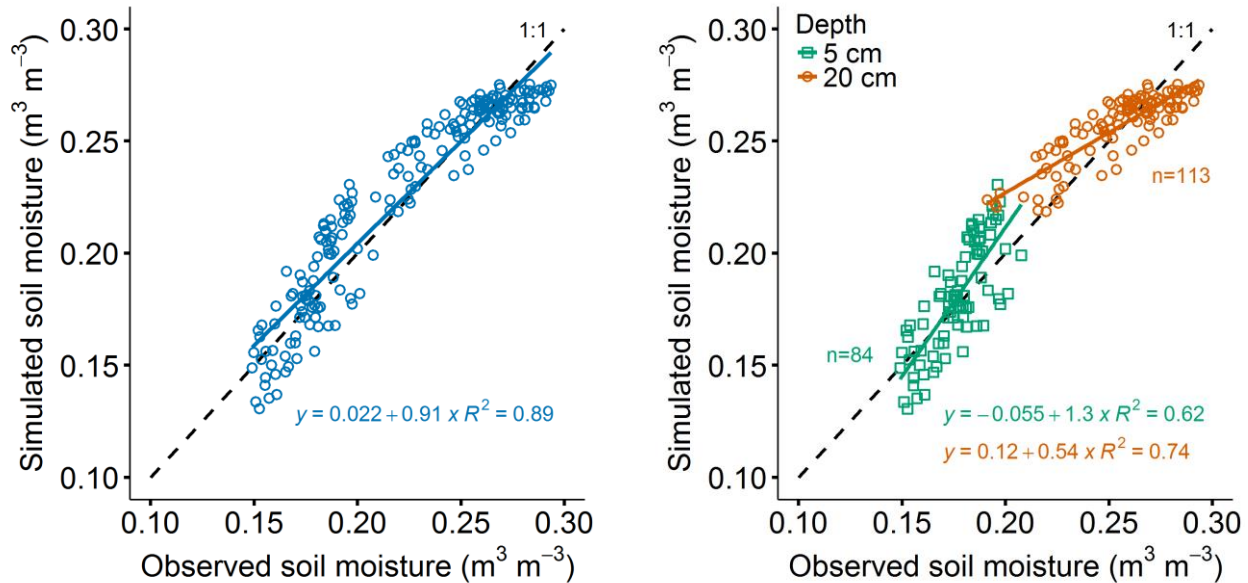 0.30
0.25
0.20
0.15
0.10
Simulated soil moisture (m³ m⁻³)
1:1
y = 0.022 + 0.91 x R² = 0.89
0.10 0.15 0.20 0.25 0.30
Observed soil moisture (m³ m⁻³)
0.30
0.25
0.20
0.15
0.10
Simulated soil moisture (m³ m⁻³)
Depth
5 cm
20 cm
1:1
n=113
n=84
y = −0.055 + 1.3 x R² = 0.62
y = 0.12 + 0.54 x R² = 0.74
0.10 0.15 0.20 0.25 0.30
Observed soil moisture (m³ m⁻³)